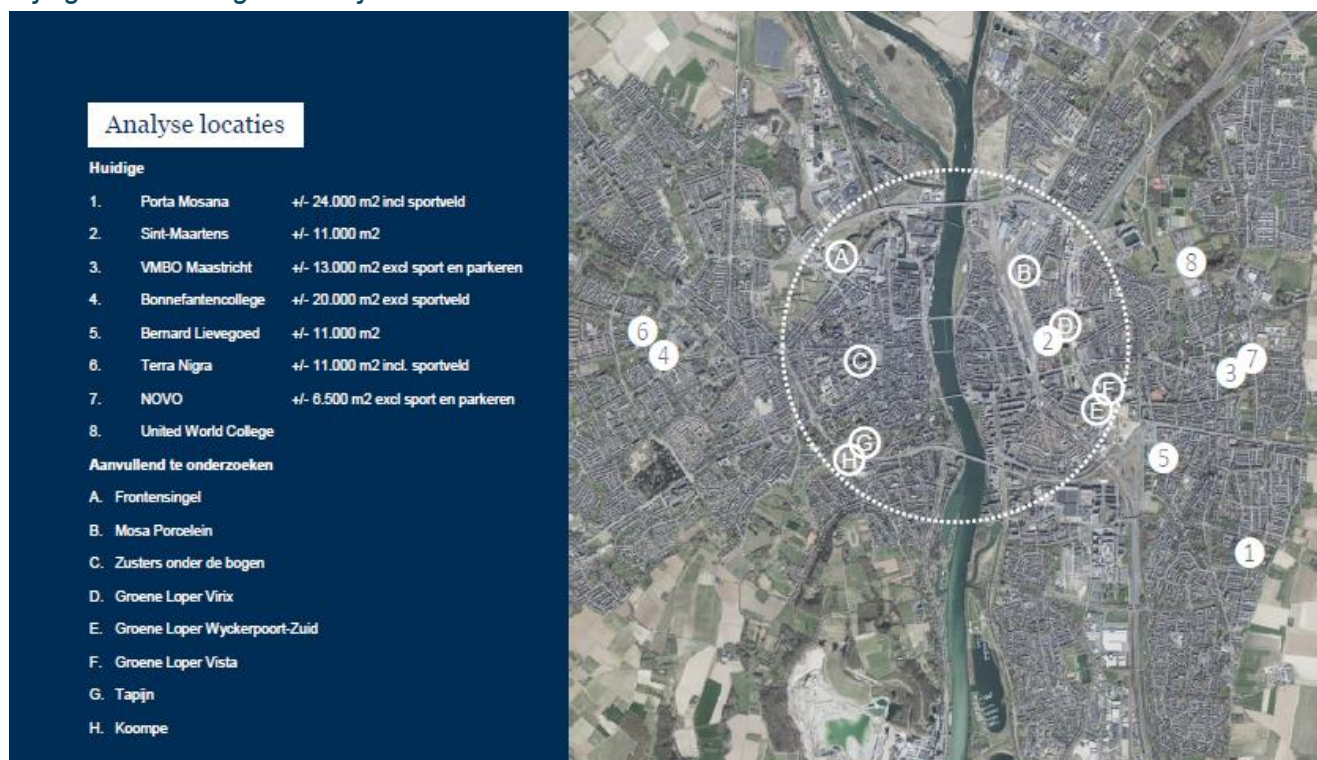 Analyse locaties
Huidige
1. Porta Mosana +/- 24.000 m2 incl sportveld
2. Sint-Maartens +/- 11.000 m2
3. VMBO Maastricht +/- 13.000 m2 excl sport en parkeren
4. Bonnefantencollege +/- 20.000 m2 excl sportveld
5. Bernard Lievegoed +/- 11.000 m2
6. Terra Nigra +/- 11.000 m2 incl. sportveld
7. NOVO +/- 6.500 m2 excl sport en parkeren
8. United World College
Aanvullend te onderzoeken
A. Frontensingel
B. Mosa Porcelein
C. Zusters onder de bogen
D. Groene Loper Virix
E. Groene Loper Wyckerpoort-Zuid
F. Groene Loper Vista
G. Tapijn
H. Koompe
A
B
8
D
6
2
4
C
7
3
F
E
G
H
5
1